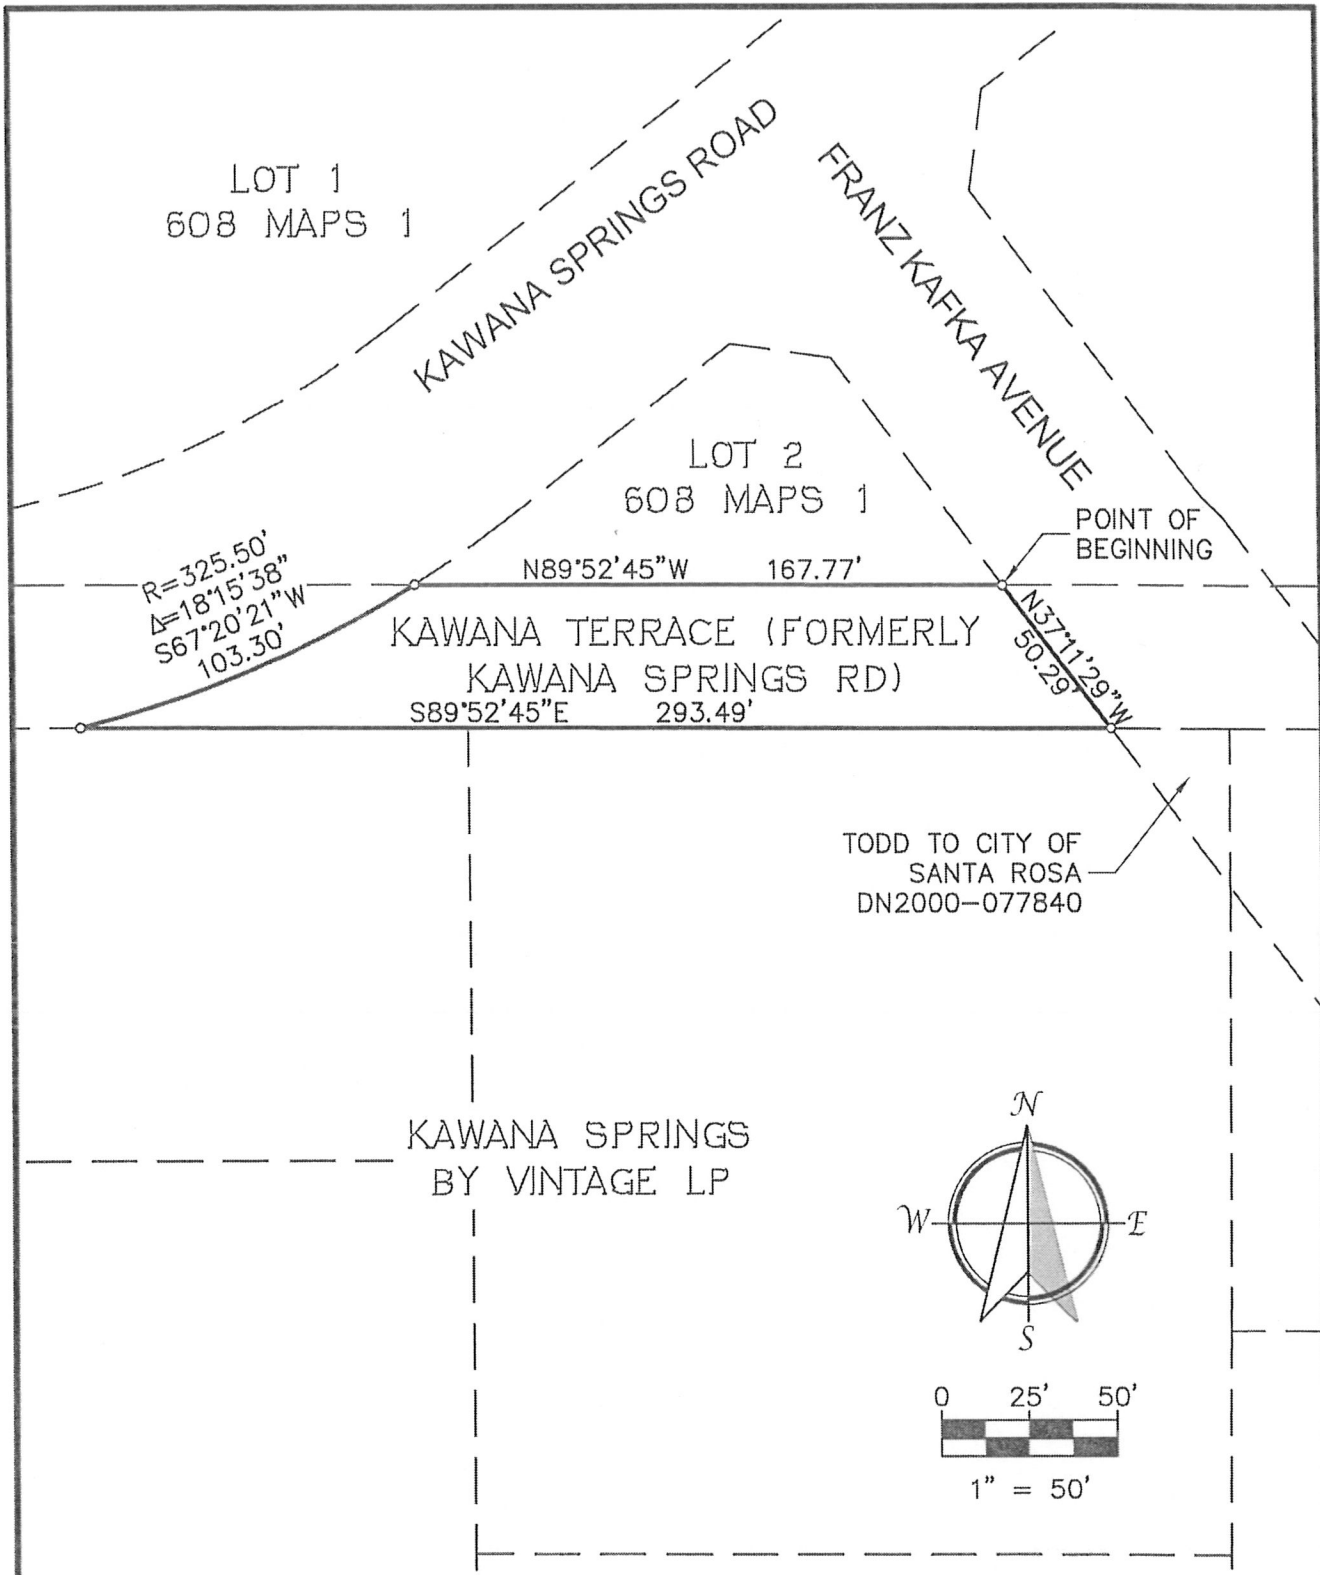 LOT 1
608 MAPS 1
KAWANA SPRINGS ROAD
FRANZ KAFKA AVENUE
LOT 2
608 MAPS 1
POINT OF
BEGINNING
R=325.50'
Δ=18°15'38"
S67°20'21"W
103.30'
N89°52'45"W 167.77'
N37°11'29"W
50.29'
KAWANA TERRACE (FORMERLY
KAWANA SPRINGS RD)
S89°52'45"E 293.49'
TODD TO CITY OF
SANTA ROSA
DN2000-077840
KAWANA SPRINGS
BY VINTAGE LP
N
W E
S
0 25' 50'
1" = 50'